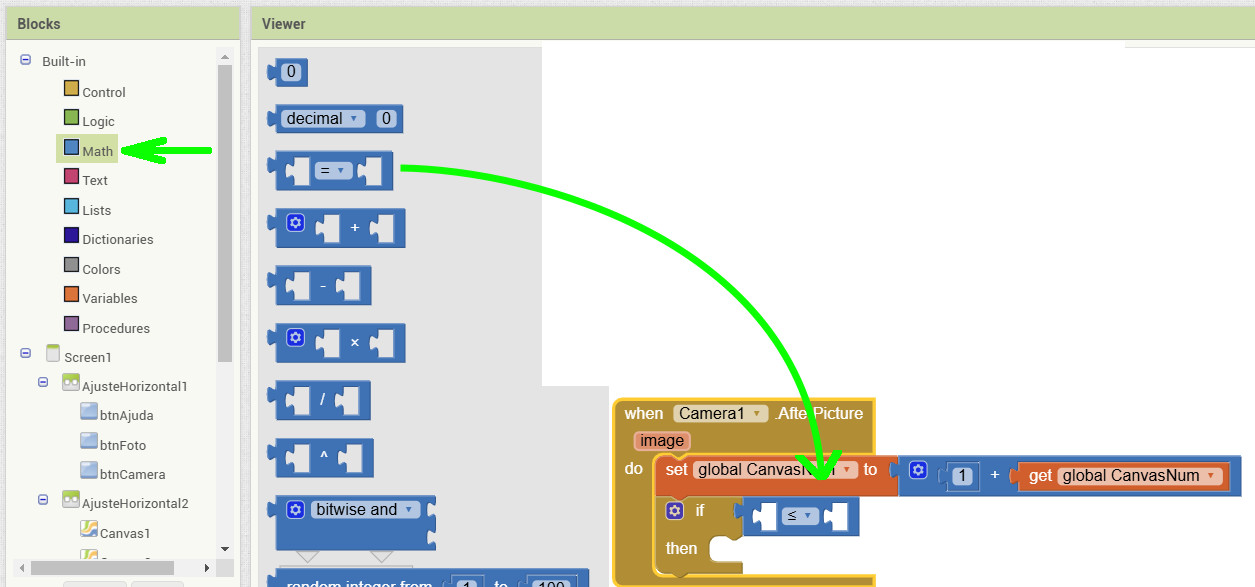 Blocks
Built-in
Control
Logic
Math
Text
Lists
Dictionaries
Colors
Variables
Procedures
Screen1
AjusteHorizontal1
btnAjuda
btnFoto
btnCamera
AjusteHorizontal2
Canvas1
Viewer
0
decimal 0
=
+
-
×
/
^
bitwise and
random integer from 1 to 100
when Camera1 .AfterPicture
image
do set global CanvasNum to 1 + get global CanvasNum
if ≤
then